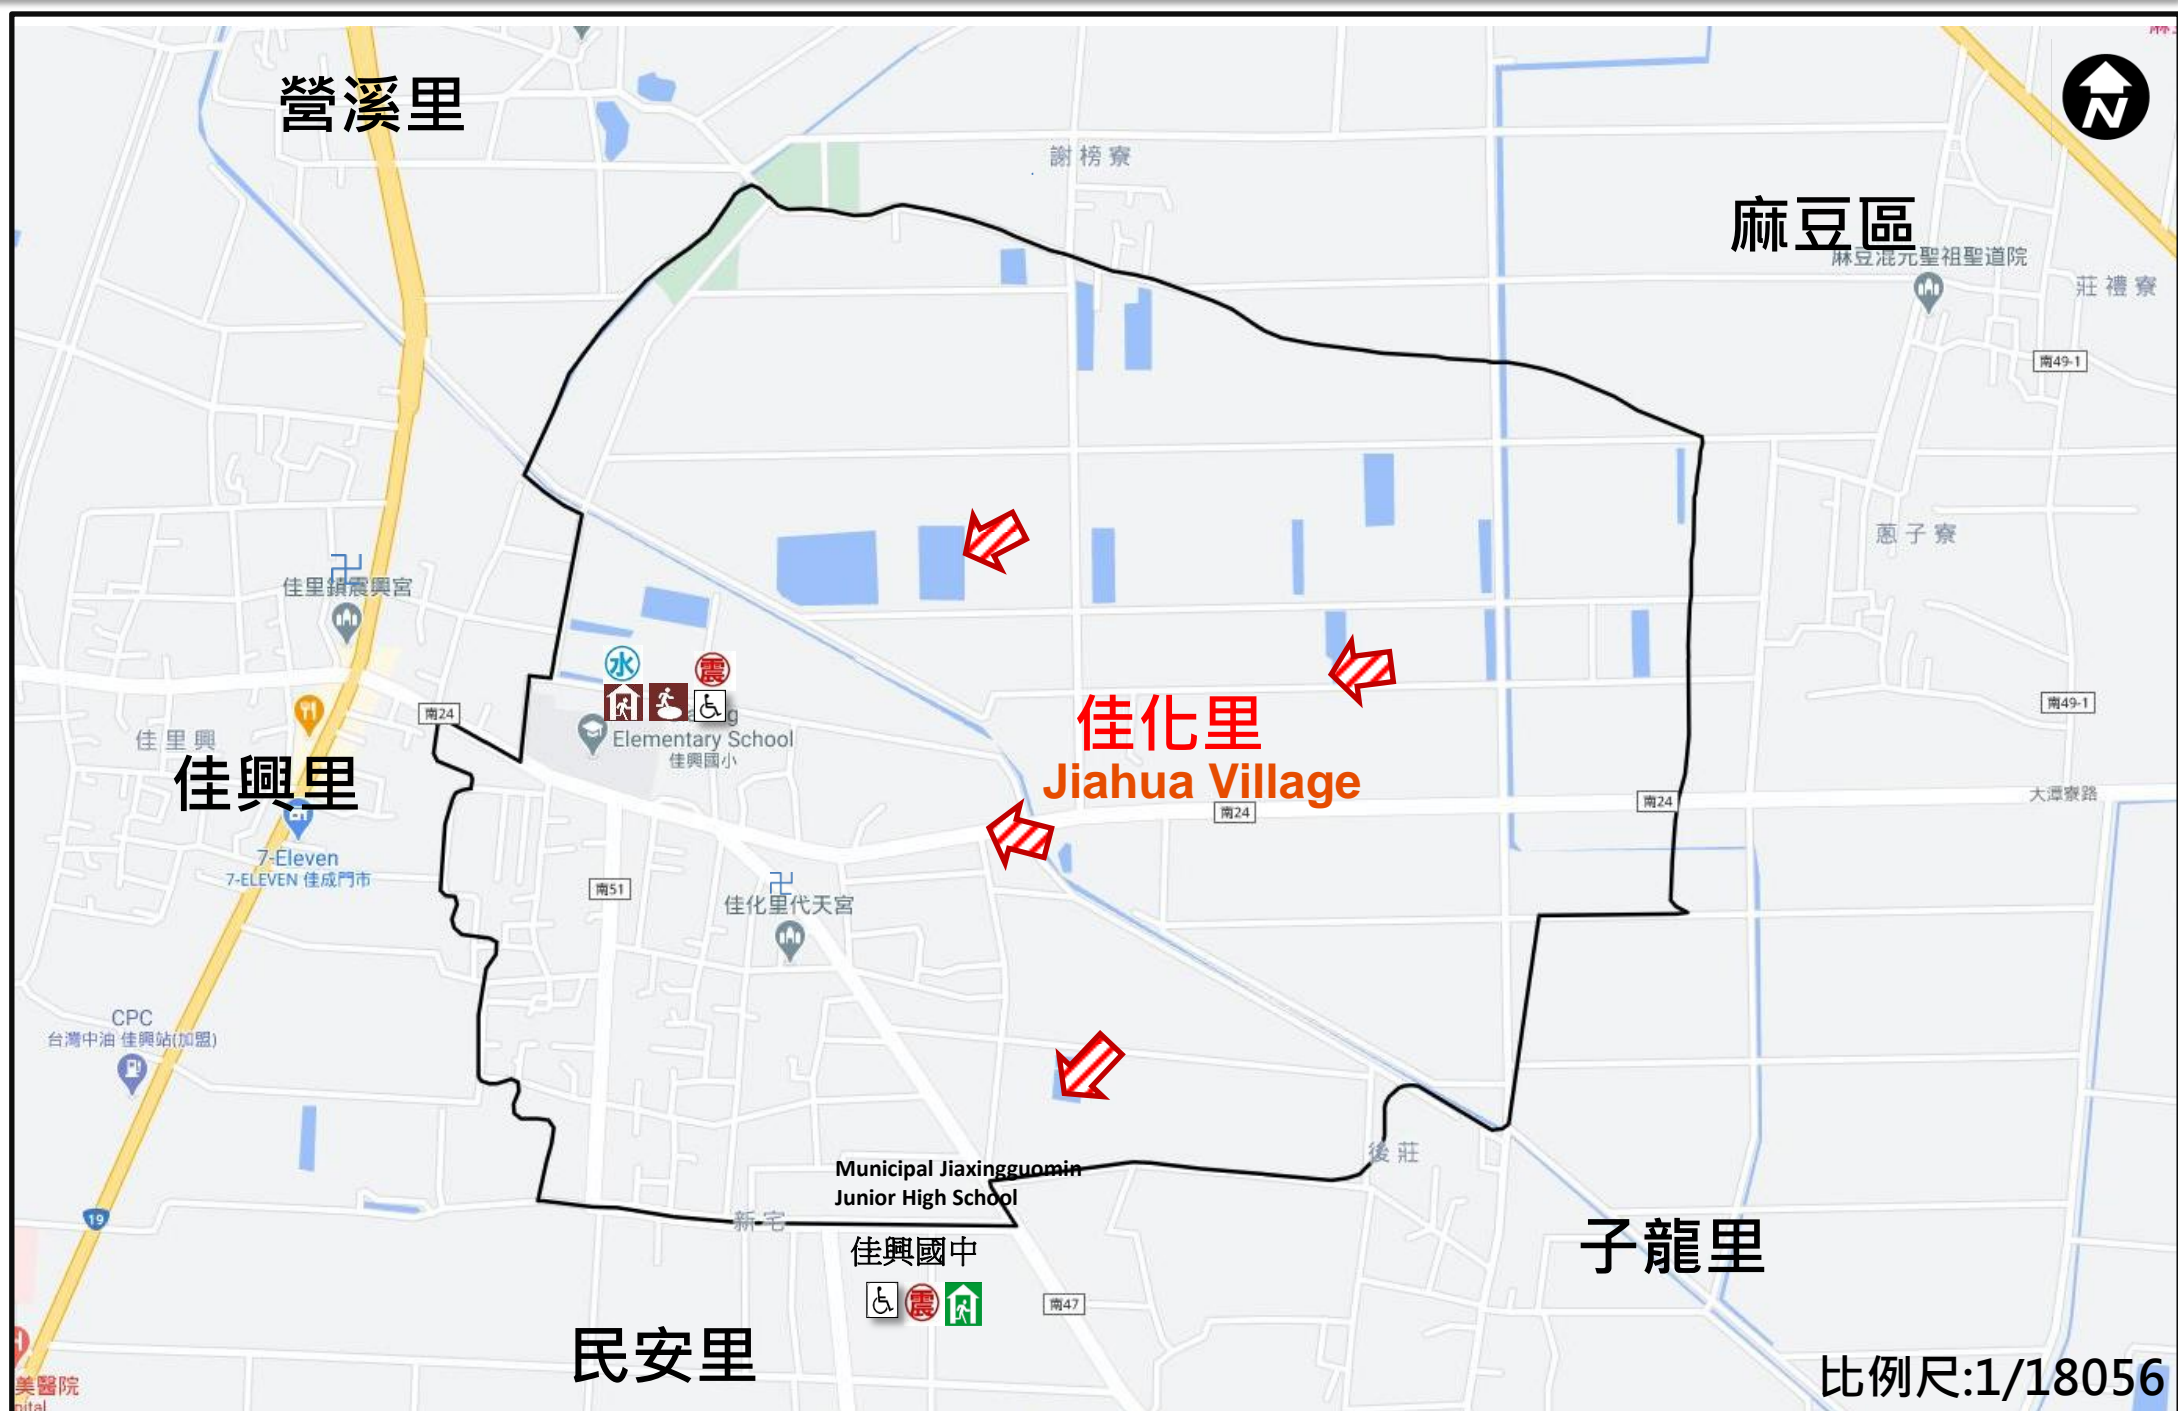 營溪里
N
謝榜寮
麻豆區
麻豆混元聖祖聖道院
莊禮寮
南49-1
蔥子寮
佳里鎮震興宮
水
震
南24
佳里興
Elementary School
佳興國小
佳化里
Jiahua Village
南49-1
佳興里
南24
南24
大潭寮路
7-Eleven
7-ELEVEN 佳成門市
南51
佳化里代天宮
CPC
台灣中油 佳興站(加盟)
後莊
Municipal Jiaxingguomin
Junior High School
新宅
19
佳興國中
子龍里
震
南47
民安里
美醫院
比例尺:1/18056